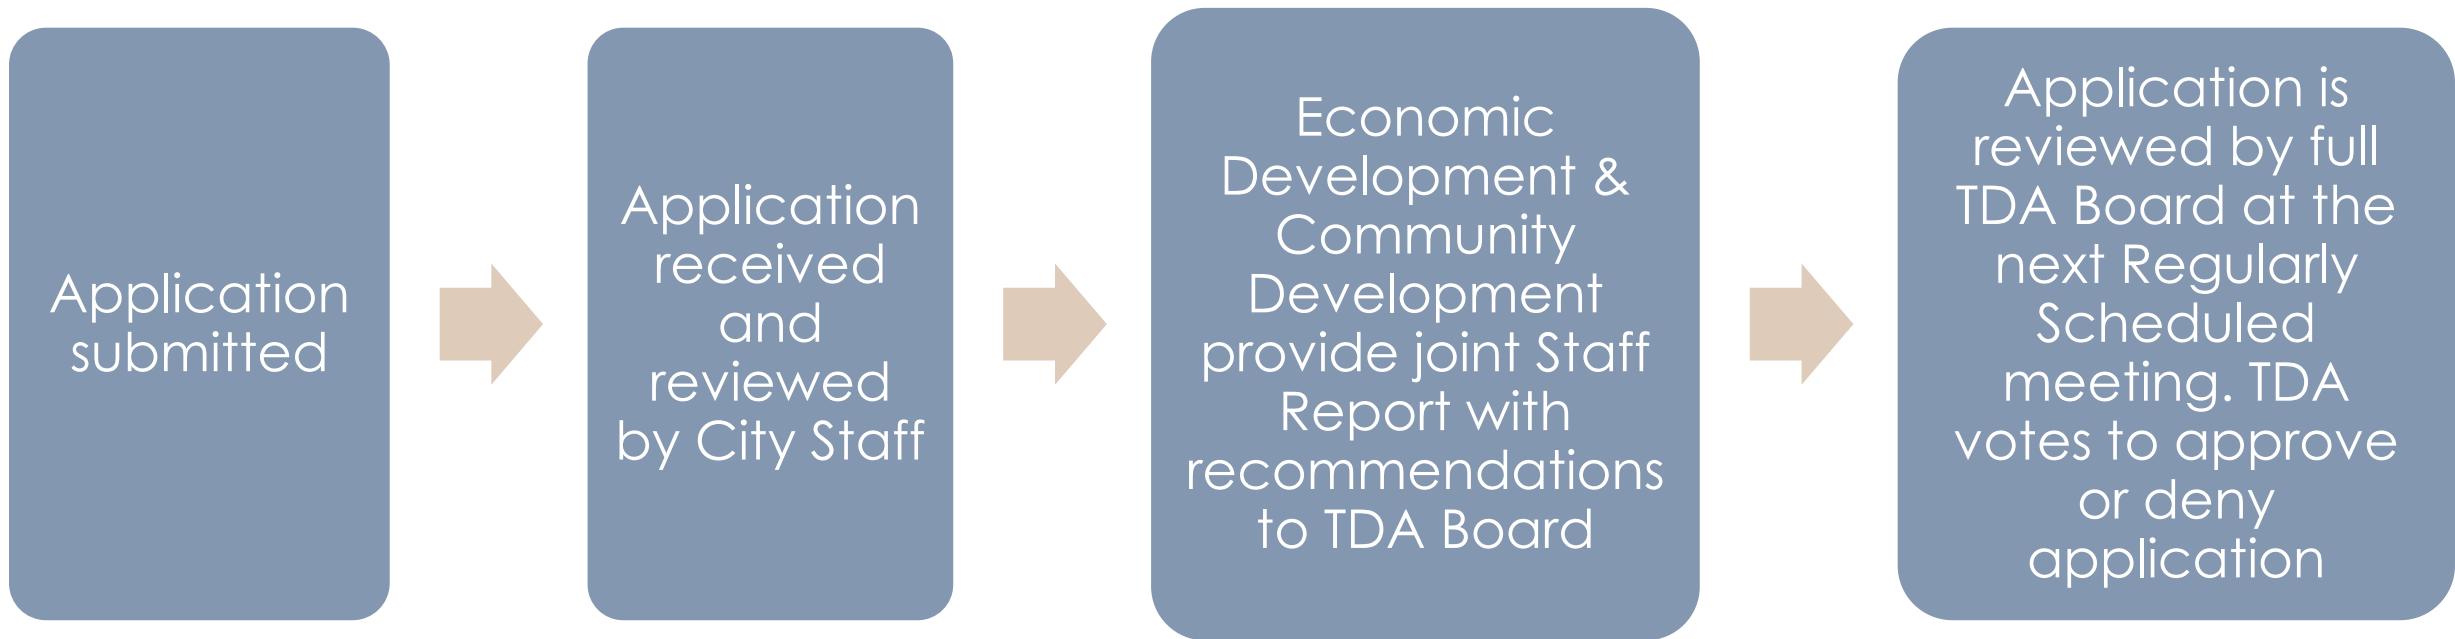 Application
submitted
Application
received
and
reviewed
by City Staff
Economic
Development &
Community
Development
provide joint Staff
Report with
recommendations
to TDA Board
Application is
reviewed by full
TDA Board at the
next Regularly
Scheduled
meeting. TDA
votes to approve
or deny
application